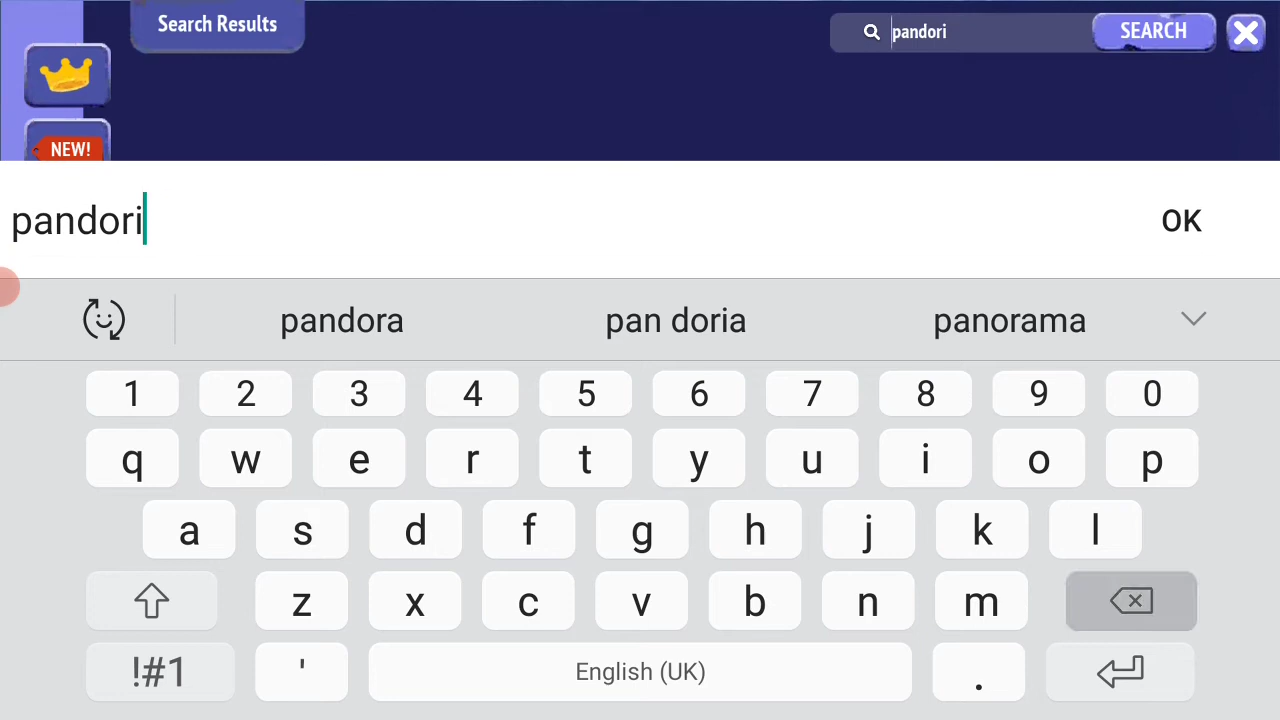 Search Results
pandori
SEARCH
NEW!
pandori
OK
pandora pan doria panorama
1 2 3 4 5 6 7 8 9 0
q w e r t y u i o p
a s d f g h j k l
z x c v b n m
!#1 ' English (UK) .